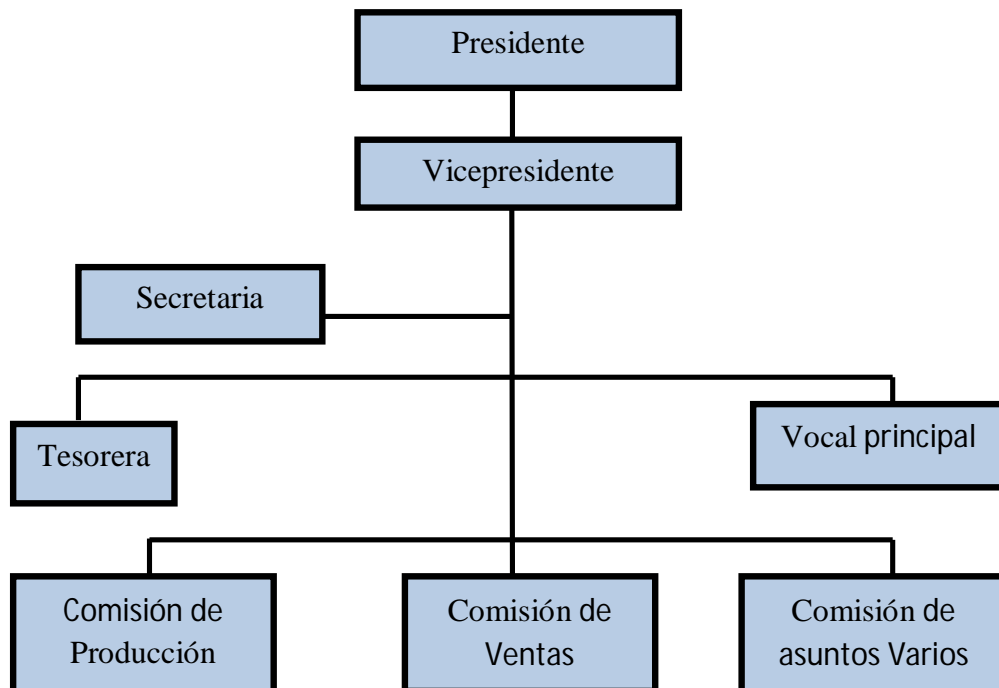 Presidente
Vicepresidente
Secretaria
Tesorera
Vocal principal
Comisión de
Producción
Comisión de
Ventas
Comisión de
asuntos Varios